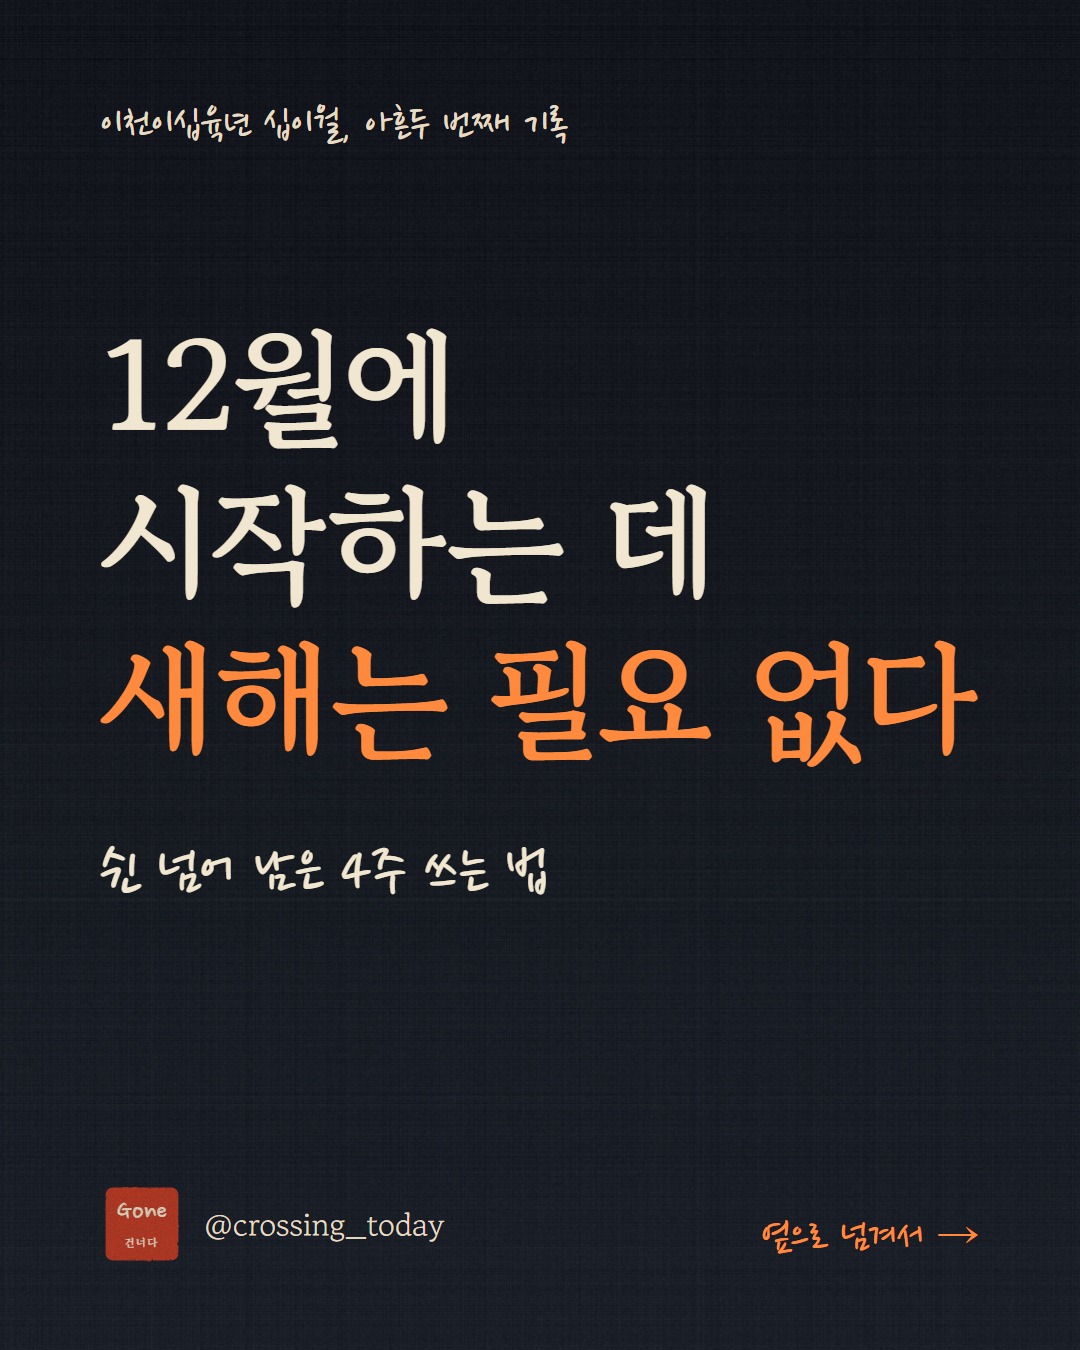 이천이십육년 십이월, 아흔두 번째 기록
12월에
시작하는 데
새해는 필요 없다
쉰 넘어 남은 4주 쓰는 법
Gone
건너다
@crossing_today
옆으로 넘겨서 →